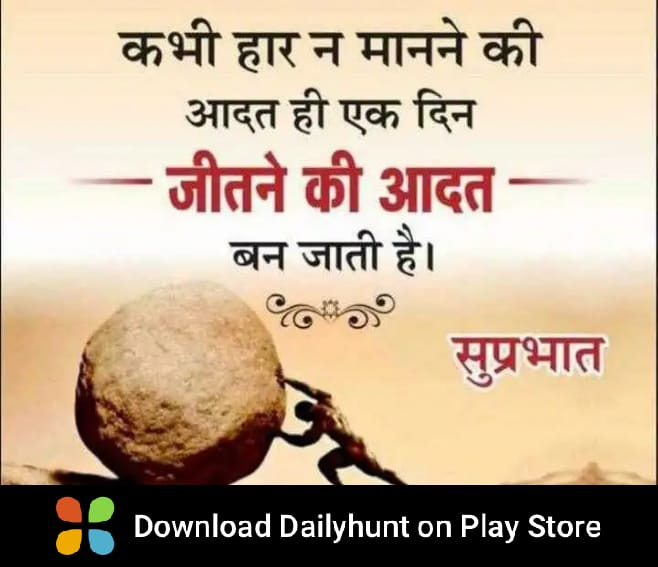 कभी हार न मानने की
आदत ही एक दिन
जीतने की आदत
बन जाती है।
सुप्रभात
Download Dailyhunt on Play Store